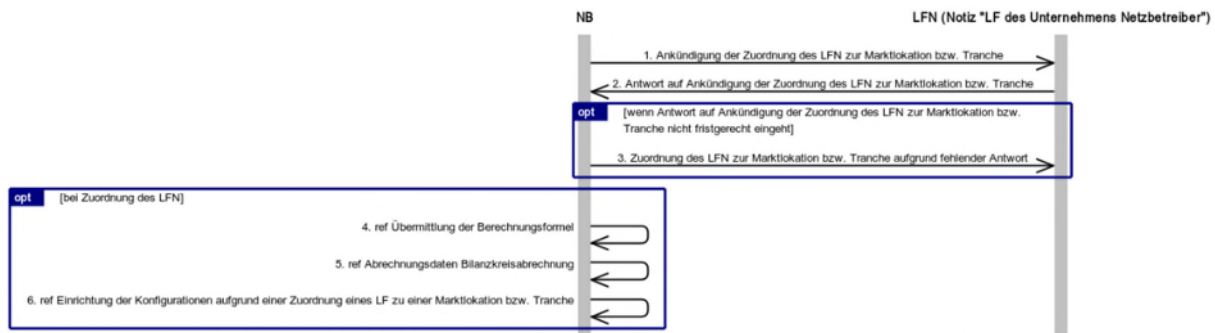 NB
LFN (Notiz "LF des Unternehmens Netzbetreiber")
1. Ankündigung der Zuordnung des LFN zur Marktlokation bzw. Tranche
2. Antwort auf Ankündigung der Zuordnung des LFN zur Marktlokation bzw. Tranche
opt
[wenn Antwort auf Ankündigung der Zuordnung des LFN zur Marktlokation bzw.
Tranche nicht fristgerecht eingeht]
3. Zuordnung des LFN zur Marktlokation bzw. Tranche aufgrund fehlender Antwort
opt
[bei Zuordnung des LFN]
4. ref Übermittlung der Berechnungsformel
5. ref Abrechnungsdaten Bilanzkreisabrechnung
6. ref Einrichtung der Konfigurationen aufgrund einer Zuordnung eines LF zu einer Marktlokation bzw. Tranche